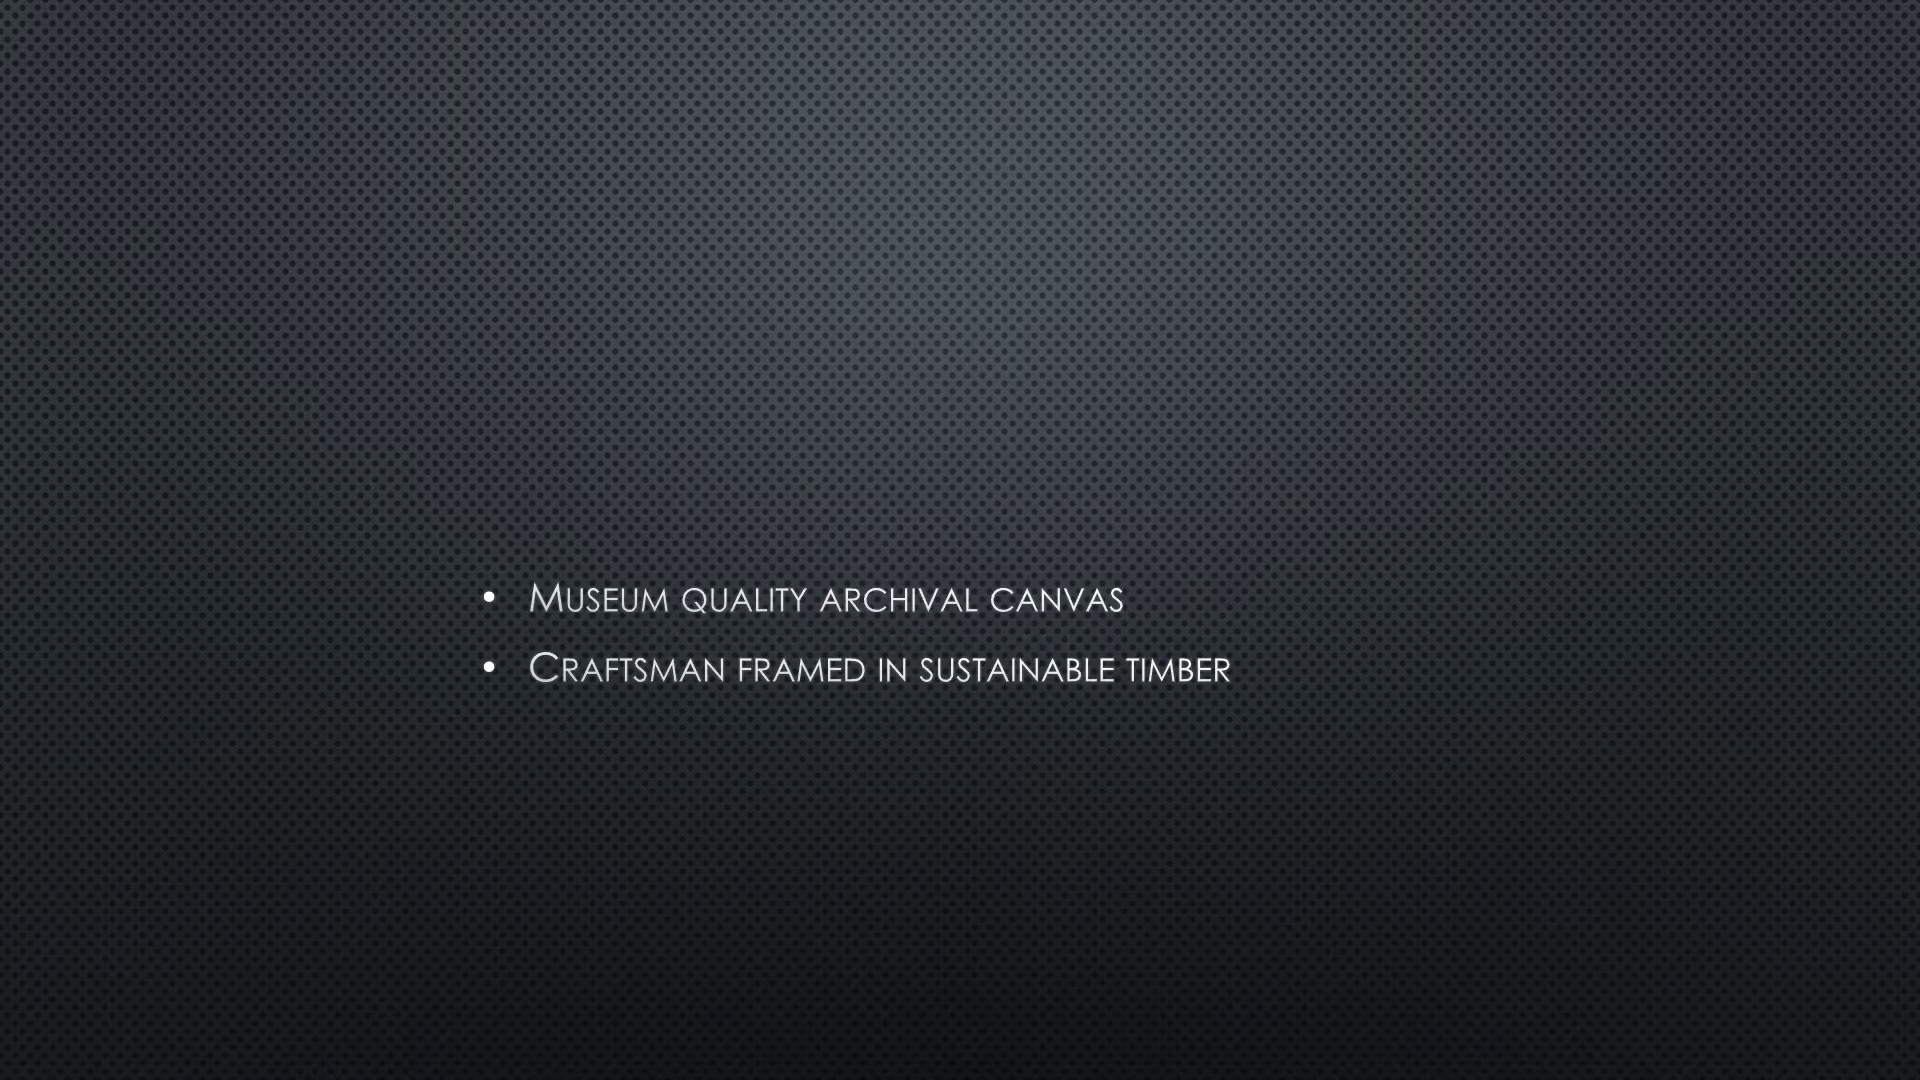 • Museum quality archival canvas
• Craftsman framed in sustainable timber